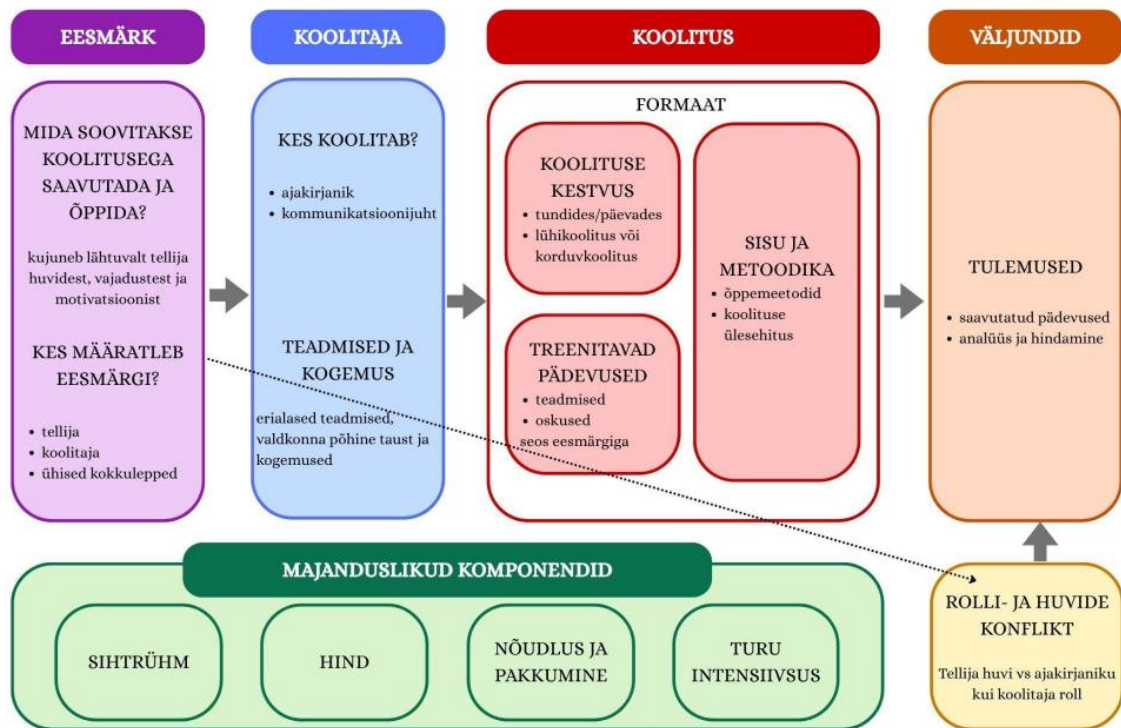 EESMÄRK
MIDA SOOVITAKSE
KOOLITUSEGA
SAAVUTADA JA
ÕPPIDA?
kujuneb lähtuvalt tellija
huvidest, vajadustest ja
motivatsioonist
KES MÄÄRATLEB
EESMÄRGI?
• tellija
• koolitaja
• ühised kokkulepped
KOOLITAJA
KES KOOLITAB?
• ajakirjanik
• kommunikatsioonijuht
TEADMISED JA
KOGEMUS
erialased teadmised,
valdkonna põhine taust ja
kogemused
KOOLITUS
FORMAAT
KOOLITUSE
KESTVUS
• tundides/päevades
• lühikoolitus või
korduvkoolitus
TREENITAVAD
PÄDEVUSED
• teadmised
• oskused
seos eesmärgiga
SISU JA
METOODIKA
• õppemeetodid
• koolituse
ülesehitus
VÄLJUNDID
TULEMUSED
• saavutatud pädevused
• analüüs ja hindamine
MAJANDUSLIKUD KOMPONENDID
SIHTRÜHM
HIND
NÕUDLUS JA
PAKKUMINE
TURU
INTENSIIVSUS
ROLLI- JA HUVIDE
KONFLIKT
Tellija huvi vs ajakirjaniku
kui koolitaja roll